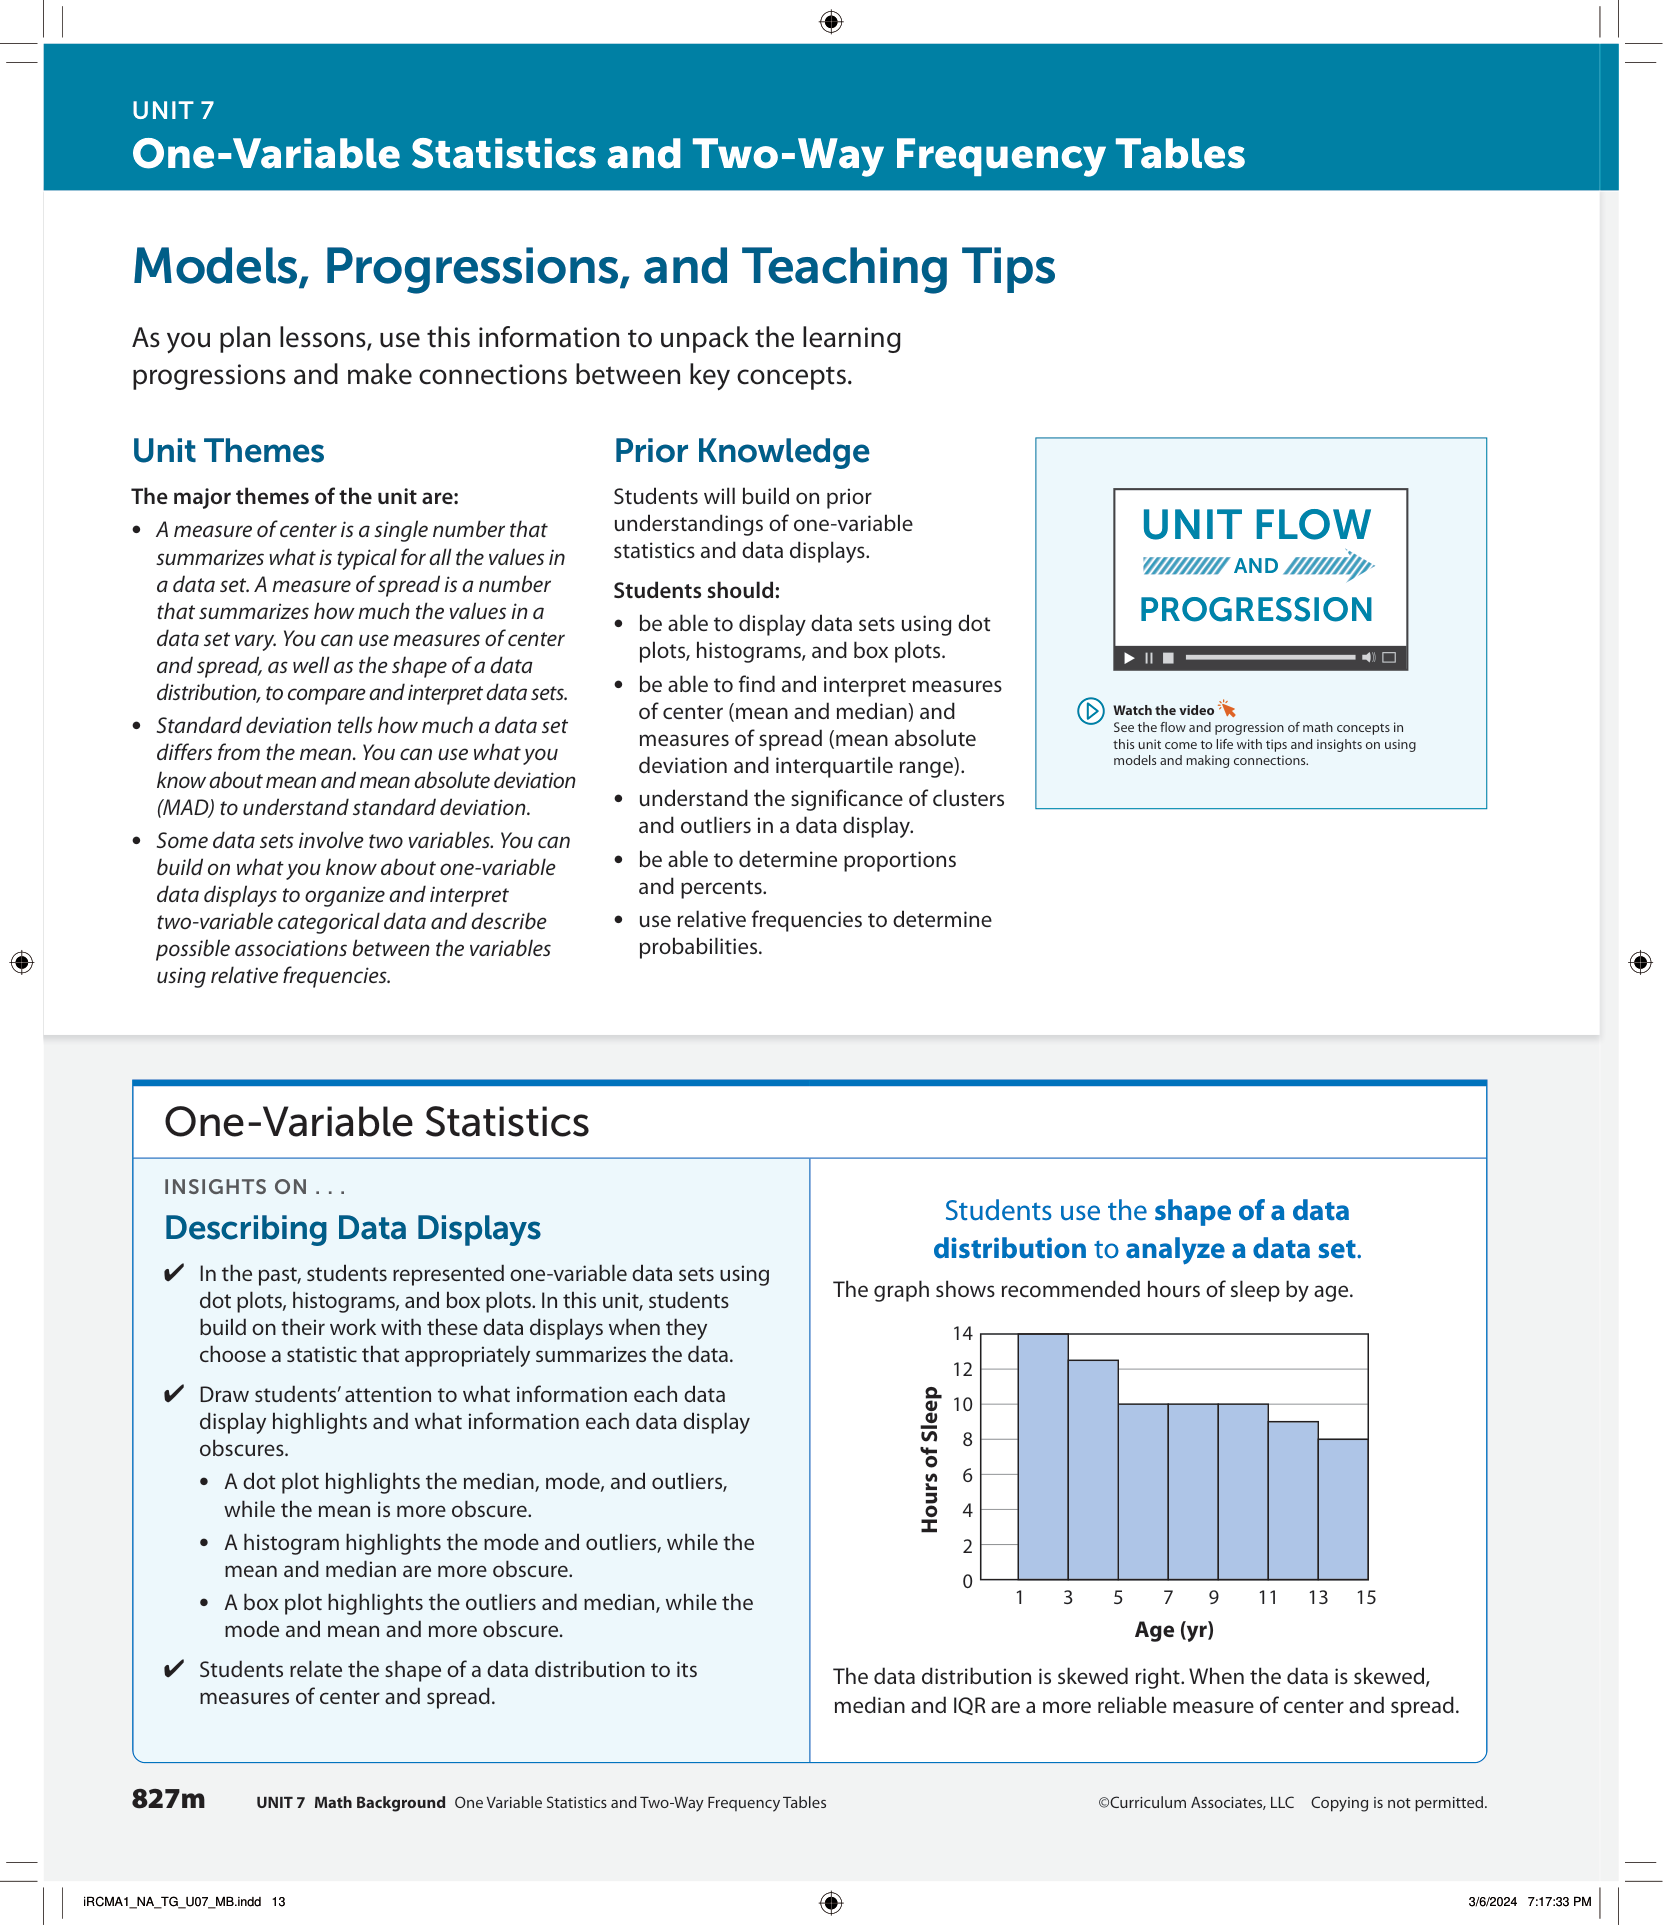 UNIT 7
One-Variable Statistics and Two-Way Frequency Tables
Models, Progressions, and Teaching Tips
As you plan lessons, use this information to unpack the learning
progressions and make connections between key concepts.
Unit Themes
The major themes of the unit are:
• A measure of center is a single number that
summarizes what is typical for all the values in
a data set. A measure of spread is a number
that summarizes how much the values in a
data set vary. You can use measures of center
and spread, as well as the shape of a data
distribution, to compare and interpret data sets.
• Standard deviation tells how much a data set
differs from the mean. You can use what you
know about mean and mean absolute deviation
(MAD) to understand standard deviation.
• Some data sets involve two variables. You can
build on what you know about one-variable
data displays to organize and interpret
two-variable categorical data and describe
possible associations between the variables
using relative frequencies.
Prior Knowledge
Students will build on prior
understandings of one-variable
statistics and data displays.
Students should:
• be able to display data sets using dot
plots, histograms, and box plots.
• be able to find and interpret measures
of center (mean and median) and
measures of spread (mean absolute
deviation and interquartile range).
• understand the significance of clusters
and outliers in a data display.
• be able to determine proportions
and percents.
• use relative frequencies to determine
probabilities.
UNIT FLOW
AND
PROGRESSION
Watch the video
See the flow and progression of math concepts in
this unit come to life with tips and insights on using
models and making connections.
One-Variable Statistics
INSIGHTS ON . . .
Describing Data Displays
✔ In the past, students represented one-variable data sets using
dot plots, histograms, and box plots. In this unit, students
build on their work with these data displays when they
choose a statistic that appropriately summarizes the data.
✔ Draw students’ attention to what information each data
display highlights and what information each data display
obscures.
• A dot plot highlights the median, mode, and outliers,
while the mean is more obscure.
• A histogram highlights the mode and outliers, while the
mean and median are more obscure.
• A box plot highlights the outliers and median, while the
mode and mean and more obscure.
✔ Students relate the shape of a data distribution to its
measures of center and spread.
Students use the shape of a data
distribution to analyze a data set.
The graph shows recommended hours of sleep by age.
14
12
10
8
6
4
2
0
Hours of Sleep
1 3 5 7 9 11 13 15
Age (yr)
The data distribution is skewed right. When the data is skewed,
median and IQR are a more reliable measure of center and spread.
827m UNIT 7 Math Background One Variable Statistics and Two-Way Frequency Tables
©Curriculum Associates, LLC Copying is not permitted.
iRCMA1_NA_TG_U07_MB.indd 13
3/6/2024 7:17:33 PM